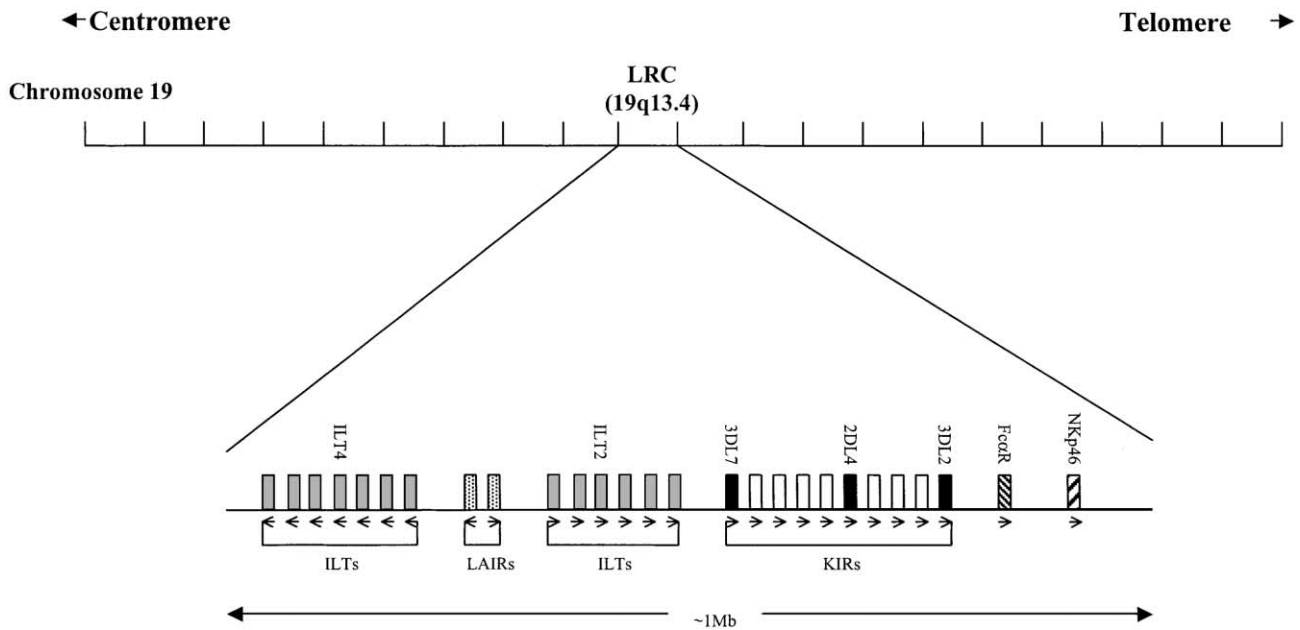 Centromere
Telomere
LRC
(19q13.4)
Chromosome 19
ILT4
ILT2
3DL7
2DL4
3DL2
FcαR
NKp46
ILTs
LAIRs
ILTs
KIRs
~1Mb